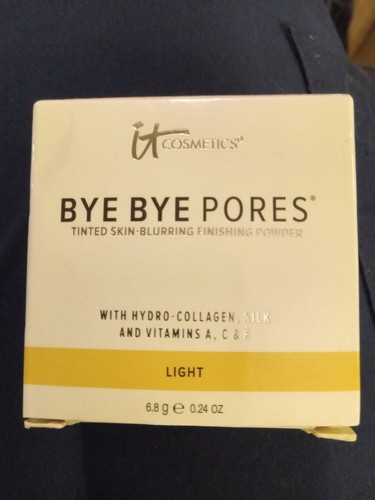 it COSMETICS®
BYE BYE PORES®
TINTED SKIN-BLURRING FINISHING POWDER
WITH HYDRO-COLLAGEN, SILK
AND VITAMINS A, C & E
LIGHT
6.8 g ℮ 0.24 OZ